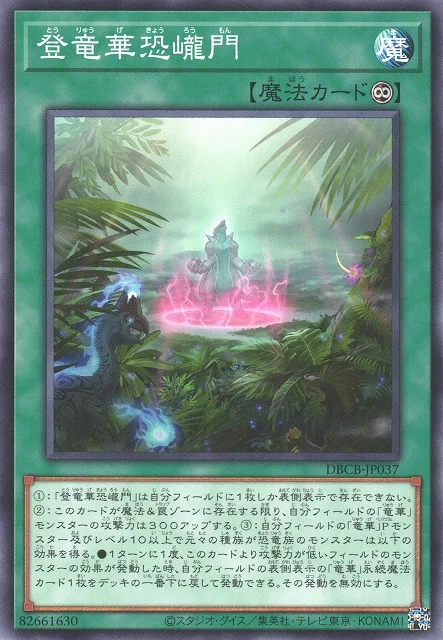 登竜華恐巄門
魔
【魔法カード】
DBCB-JP037
①:「登竜華恐巄門」は自分フィールドに1枚しか表側表示で存在できない。
②:このカードが魔法&罠ゾーンに存在する限り、自分フィールドの「竜華」
モンスターの攻撃力は300アップする。③:自分フィールドの「竜華」Pモン
スター及びレベル10以上で元々の種族が恐竜族のモンスターは以下の
効果を得る。●1ターンに1度、このカードより攻撃力が低いフィールドのモン
スターの効果が発動した時、自分フィールドの表側表示の「竜華」永続魔法
カード1枚をデッキの一番下に戻して発動できる。その発動を無効にする。
82661630
©スタジオ・ダイス/集英社・テレビ東京・KONAMI